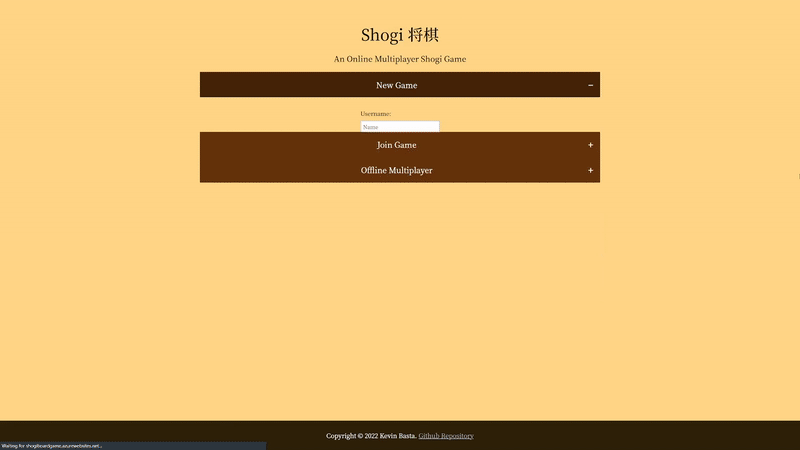 Shogi 将棋
An Online Multiplayer Shogi Game
New Game −
Username:
Name
Join Game +
Offline Multiplayer +
Copyright © 2022 Kevin Basta. Github Repository
Waiting for shogiboardgame.azurewebsites.net...